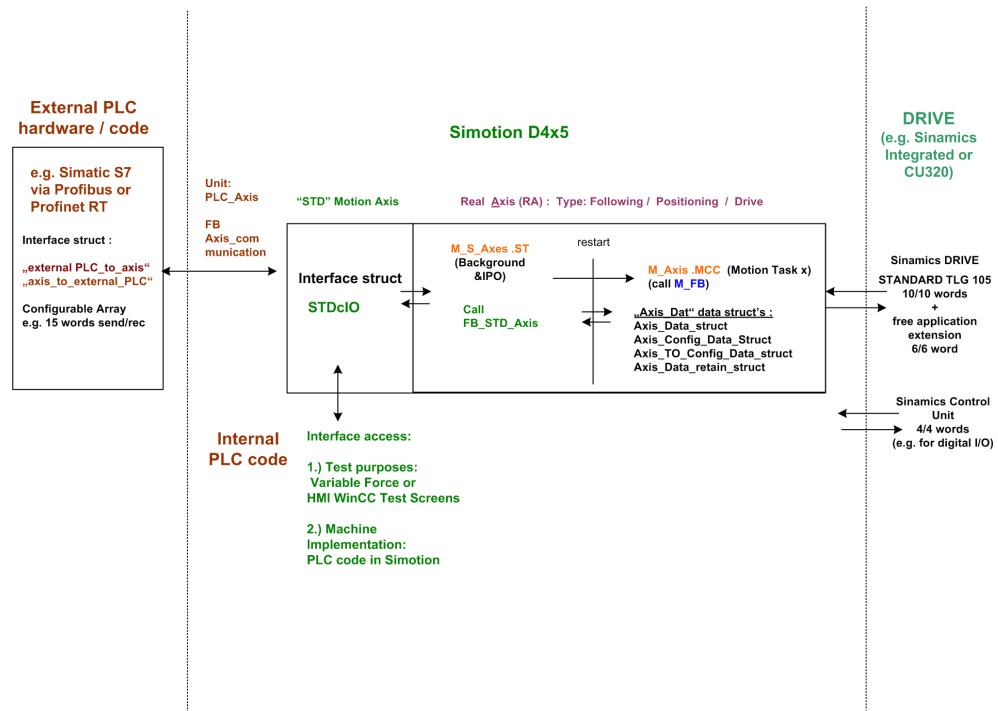 External PLC
hardware / code
e.g. Simatic S7
via Profibus or
Profinet RT
Interface struct :
„external PLC_to_axis“
„axis_to_external_PLC“
Configurable Array
e.g. 15 words send/rec
Unit:
PLC_Axis
FB
Axis_com
munication
Simotion D4x5
“STD” Motion Axis
Real Axis (RA) : Type: Following / Positioning / Drive
Interface struct
STDcIO
M_S_Axes .ST
(Background
&IPO)
Call
FB_STD_Axis
restart
M_Axis .MCC (Motion Task x)
(call M_FB)
„Axis_Dat“ data struct's :
Axis_Data_struct
Axis_Config_Data_Struct
Axis_TO_Config_Data_struct
Axis_Data_retain_struct
Internal
PLC code
Interface access:
1.) Test purposes:
Variable Force or
HMI WinCC Test Screens
2.) Machine
Implementation:
PLC code in Simotion
DRIVE
(e.g. Sinamics
Integrated or
CU320)
Sinamics DRIVE
STANDARD TLG 105
10/10 words
+
free application
extension
6/6 word
Sinamics Control
Unit
4/4 words
(e.g. for digital I/O)